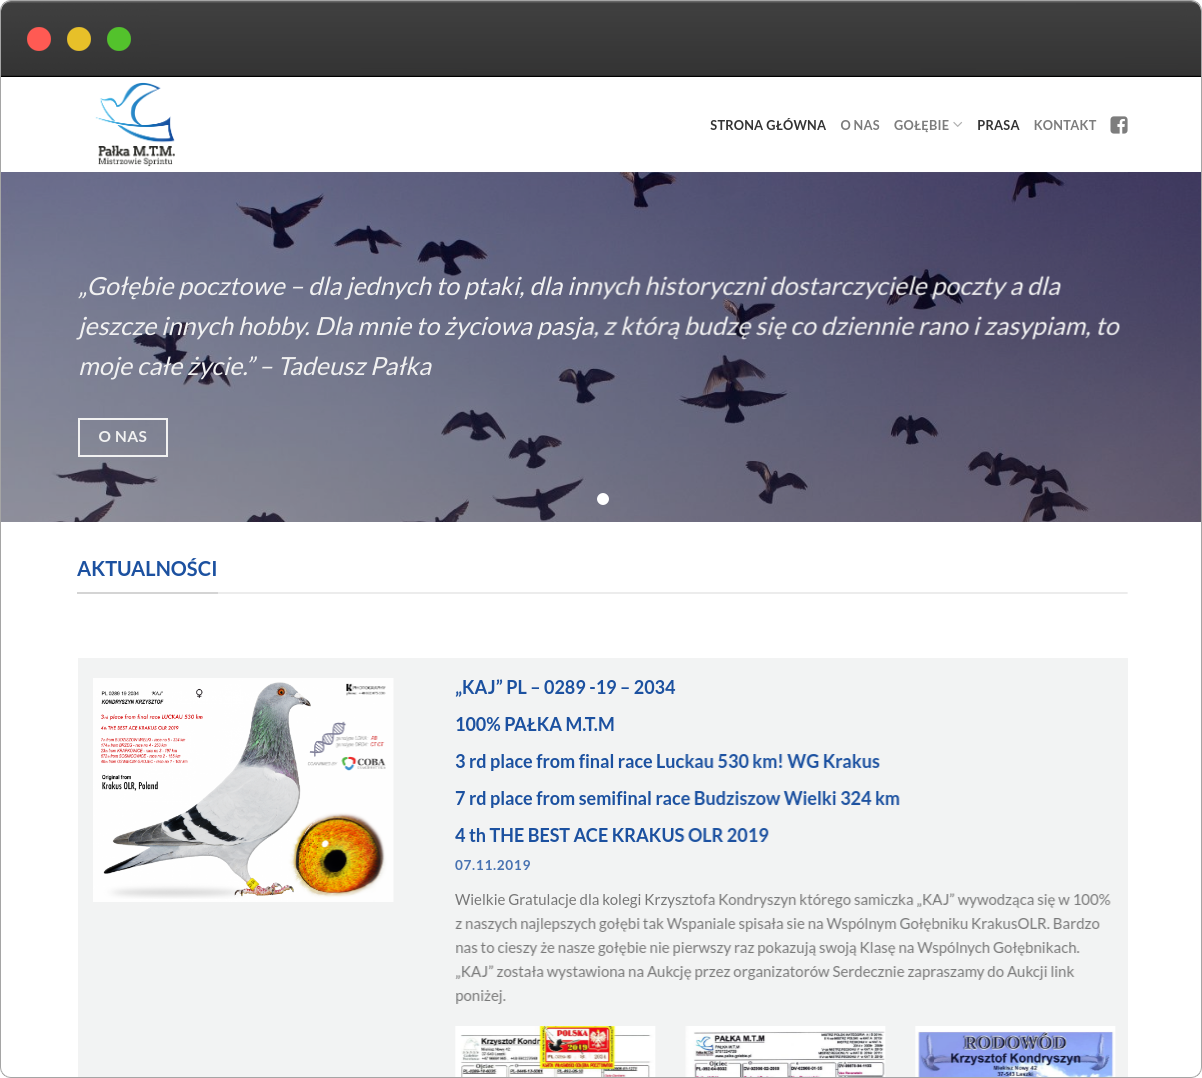 Pałka M.T.M.
Mistrzowie Sprintu
STRONA GŁÓWNA O NAS GOŁĘBIE PRASA KONTAKT
„Gołębie pocztowe – dla jednych to ptaki, dla innych historyczni dostarczyciele poczty a dla
jeszcze innych hobby. Dla mnie to życiowa pasja, z którą budzę się co dziennie rano i zasypiam, to
moje całe życie.” – Tadeusz Pałka
O NAS
AKTUALNOŚCI
PL 0289 19 2034 "KAJ" ♀
KONDRYSZYN KRZYSZTOF
3rd place from final race LUCKAU 530 km
4th THE BEST ACE KRAKUS OLR 2019
Original from
Krakus OLR, Poland
COBA
„KAJ” PL – 0289 -19 – 2034
100% PAŁKA M.T.M
3 rd place from final race Luckau 530 km! WG Krakus
7 rd place from semifinal race Budziszow Wielki 324 km
4 th THE BEST ACE KRAKUS OLR 2019
07.11.2019
Wielkie Gratulacje dla kolegi Krzysztofa Kondryszyn którego samiczka „KAJ” wywodząca się w 100%
z naszych najlepszych gołębi tak Wspaniale spisała sie na Wspólnym Gołębniku KrakusOLR. Bardzo
nas to cieszy że nasze gołębie nie pierwszy raz pokazują swoją Klasę na Wspólnych Gołębnikach.
„KAJ” została wystawiona na Aukcję przez organizatorów Serdecznie zapraszamy do Aukcji link
poniżej.
Krzysztof Kondr
POLSKA
2019
PAŁKA M.T.M
RODOWÓD
Krzysztof Kondryszyn